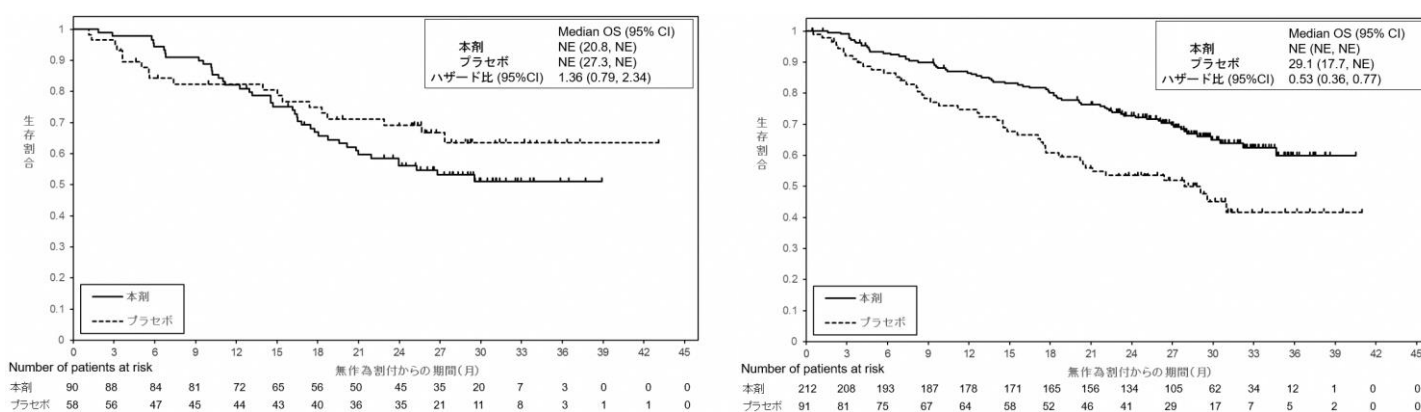 Median OS (95% CI)
本剤 NE (20.8, NE)
プラセボ NE (27.3, NE)
ハザード比 (95%CI) 1.36 (0.79, 2.34)
1
0.9
0.8
0.7
0.6
0.5
0.4
0.3
0.2
0.1
0
生存割合
本剤
プラセボ
0 3 6 9 12 15 18 21 24 27 30 33 36 39 42 45
Number of patients at risk
無作為割付からの期間(月)
本剤 90 88 84 81 72 65 56 50 45 35 20 7 3 0 0 0
プラセボ 58 56 47 45 44 43 40 36 35 21 11 8 3 1 1 0
Median OS (95% CI)
本剤 NE (NE, NE)
プラセボ 29.1 (17.7, NE)
ハザード比 (95%CI) 0.53 (0.36, 0.77)
1
0.9
0.8
0.7
0.6
0.5
0.4
0.3
0.2
0.1
0
生存割合
本剤
プラセボ
0 3 6 9 12 15 18 21 24 27 30 33 36 39 42 45
Number of patients at risk
無作為割付からの期間(月)
本剤 212 208 193 187 178 171 165 156 134 105 62 34 12 1 0 0
プラセボ 91 81 75 67 64 58 52 46 41 29 17 7 5 2 0 0